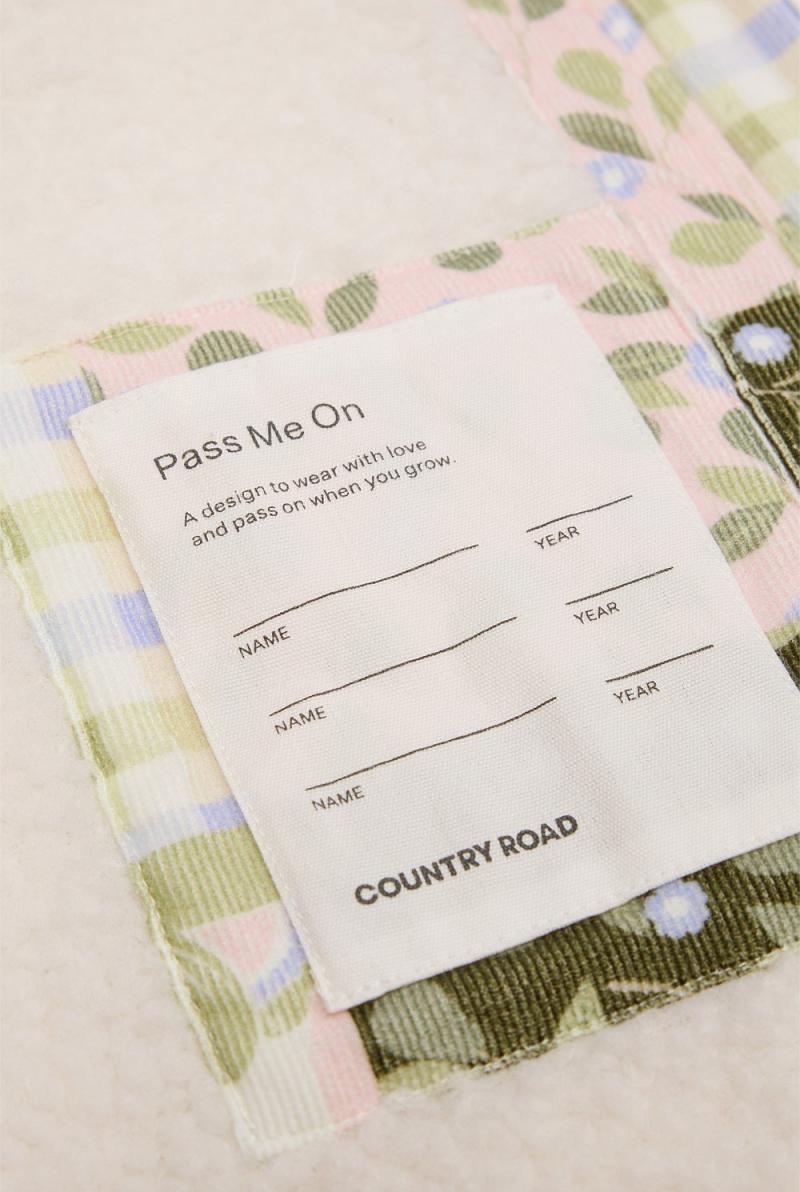 Pass Me On
A design to wear with love
and pass on when you grow.
NAME YEAR
NAME YEAR
NAME YEAR
COUNTRY ROAD